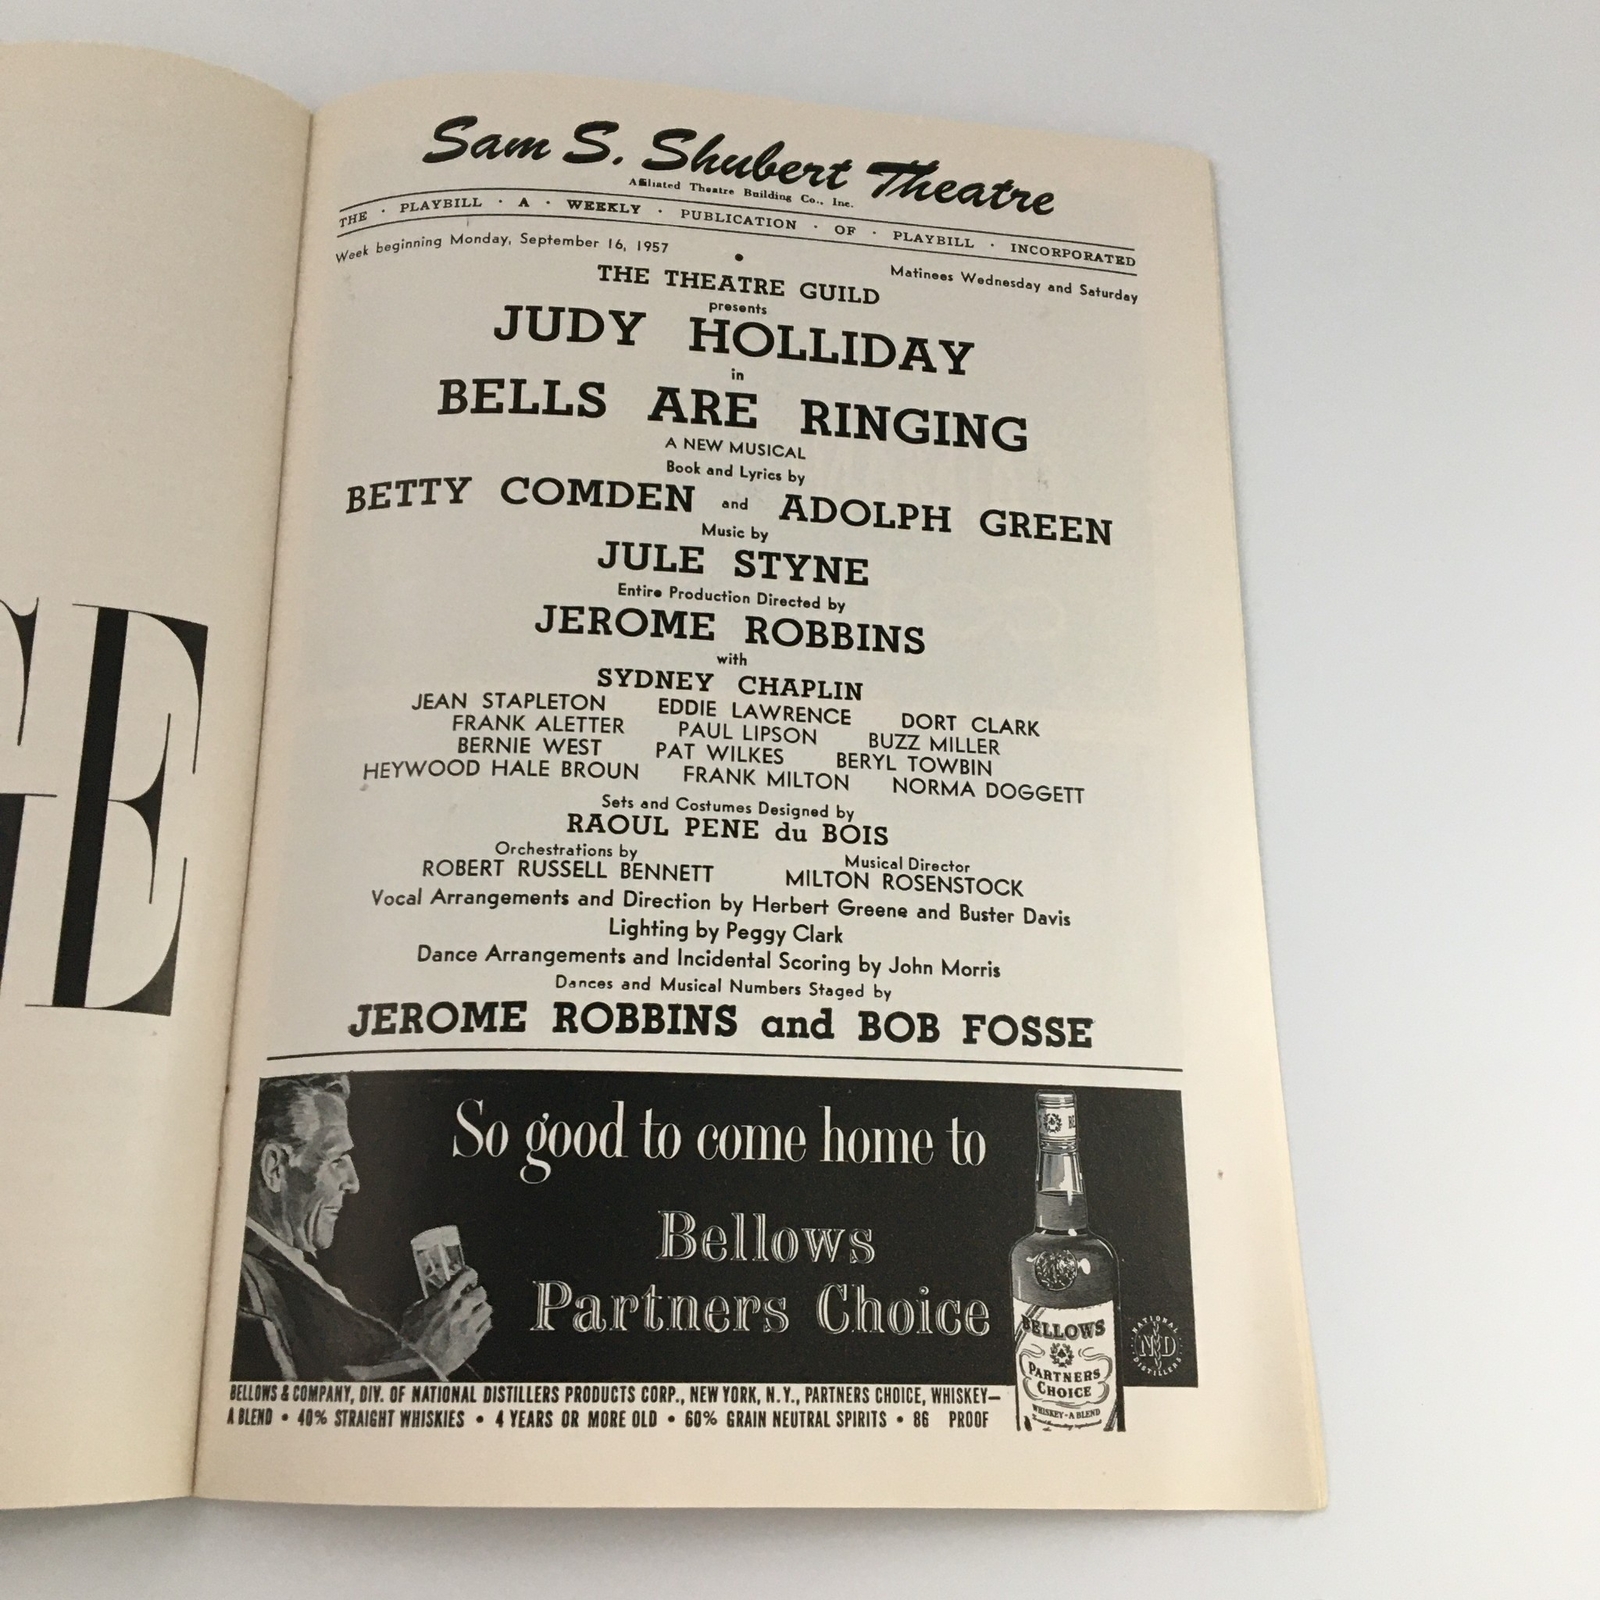 GE
Sam S. Shubert Theatre
Affiliated Theatre Building Co., Inc.
THE · PLAYBILL · A · WEEKLY · PUBLICATION · OF · PLAYBILL · INCORPORATED
Week beginning Monday, September 16, 1957 • Matinees Wednesday and Saturday
THE THEATRE GUILD
presents
JUDY HOLLIDAY
in
BELLS ARE RINGING
A NEW MUSICAL
Book and Lyrics by
BETTY COMDEN and ADOLPH GREEN
Music by
JULE STYNE
Entire Production Directed by
JEROME ROBBINS
with
SYDNEY CHAPLIN
JEAN STAPLETON EDDIE LAWRENCE DORT CLARK
FRANK ALETTER PAUL LIPSON BUZZ MILLER
BERNIE WEST PAT WILKES BERYL TOWBIN
HEYWOOD HALE BROUN FRANK MILTON NORMA DOGGETT
Sets and Costumes Designed by
RAOUL PENE du BOIS
Orchestrations by Musical Director
ROBERT RUSSELL BENNETT MILTON ROSENSTOCK
Vocal Arrangements and Direction by Herbert Greene and Buster Davis
Lighting by Peggy Clark
Dance Arrangements and Incidental Scoring by John Morris
Dances and Musical Numbers Staged by
JEROME ROBBINS and BOB FOSSE
So good to come home to
Bellows
Partners Choice
BELLOWS
PARTNERS
CHOICE
WHISKEY-A BLEND
NATIONAL
ND
DISTILLERS
BELLOWS & COMPANY, DIV. OF NATIONAL DISTILLERS PRODUCTS CORP., NEW YORK, N.Y., PARTNERS CHOICE, WHISKEY—
A BLEND • 40% STRAIGHT WHISKIES • 4 YEARS OR MORE OLD • 60% GRAIN NEUTRAL SPIRITS • 86 PROOF